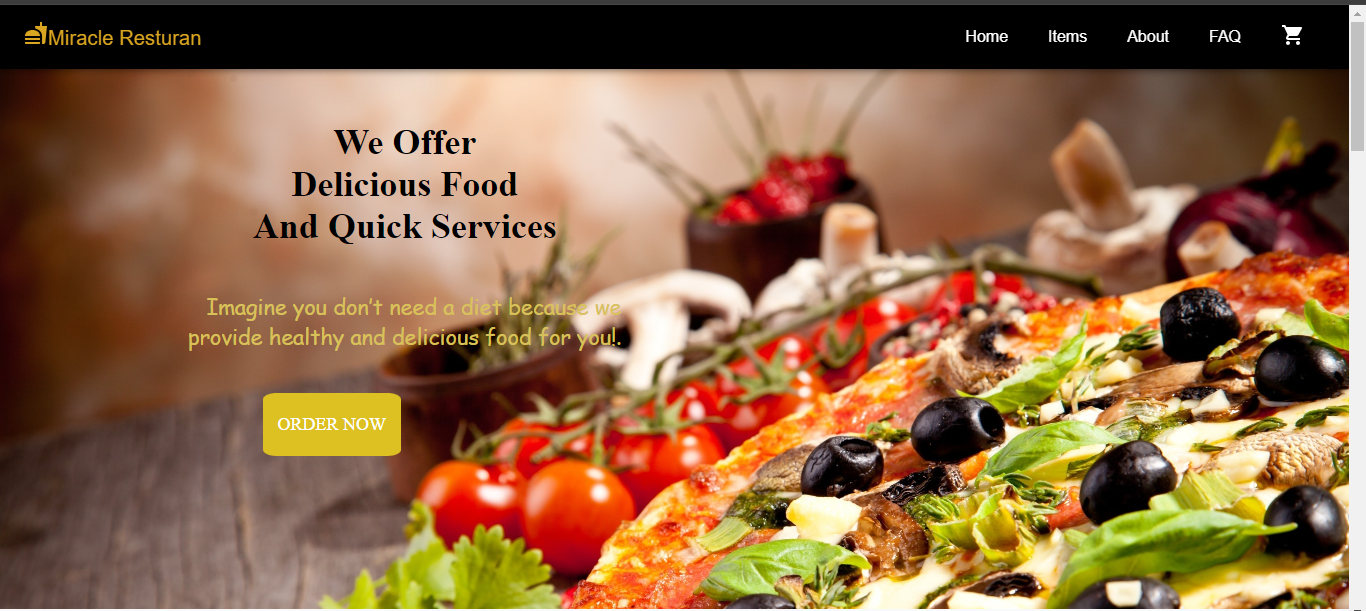 Miracle Resturan
Home Items About FAQ
We Offer
Delicious Food
And Quick Services
Imagine you don't need a diet because we
provide healthy and delicious food for you!.
ORDER NOW